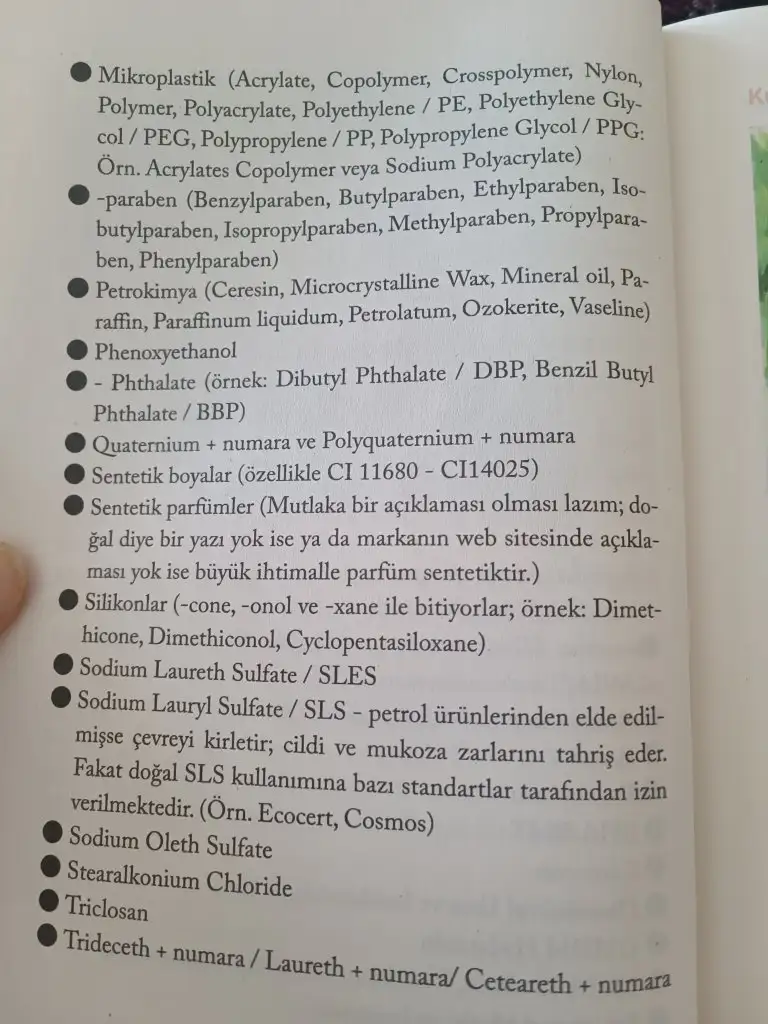 ● Mikroplastik (Acrylate, Copolymer, Crosspolymer, Nylon,
Polymer, Polyacrylate, Polyethylene / PE, Polyethylene Gly-
col / PEG, Polypropylene / PP, Polypropylene Glycol / PPG:
Örn. Acrylates Copolymer veya Sodium Polyacrylate)
● -paraben (Benzylparaben, Butylparaben, Ethylparaben, Iso-
butylparaben, Isopropylparaben, Methylparaben, Propylpara-
ben, Phenylparaben)
● Petrokimya (Ceresin, Microcrystalline Wax, Mineral oil, Pa-
raffin, Paraffinum liquidum, Petrolatum, Ozokerite, Vaseline)
● Phenoxyethanol
● - Phthalate (örnek: Dibutyl Phthalate / DBP, Benzil Butyl
Phthalate / BBP)
● Quaternium + numara ve Polyquaternium + numara
● Sentetik boyalar (özellikle CI 11680 - CI14025)
● Sentetik parfümler (Mutlaka bir açıklaması olması lazım; do-
ğal diye bir yazı yok ise ya da markanın web sitesinde açıkla-
ması yok ise büyük ihtimalle parfüm sentetiktir.)
● Silikonlar (-cone, -onol ve -xane ile bitiyorlar; örnek: Dimet-
hicone, Dimethiconol, Cyclopentasiloxane)
● Sodium Laureth Sulfate / SLES
● Sodium Lauryl Sulfate / SLS - petrol ürünlerinden elde edil-
mişse çevreyi kirletir; cildi ve mukoza zarlarını tahriş eder.
Fakat doğal SLS kullanımına bazı standartlar tarafından izin
verilmektedir. (Örn. Ecocert, Cosmos)
● Sodium Oleth Sulfate
● Stearalkonium Chloride
● Triclosan
● Trideceth + numara / Laureth + numara/ Ceteareth + numara